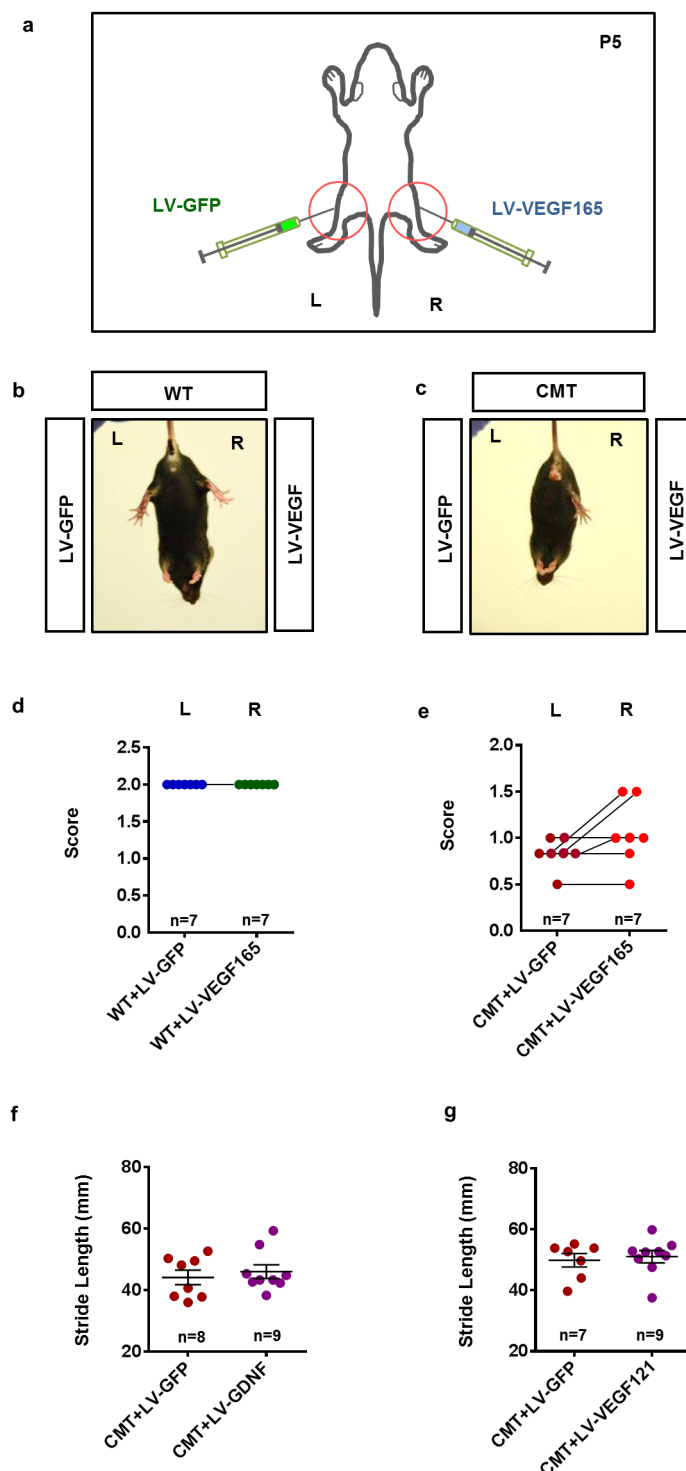 a
P5
LV-GFP
LV-VEGF165
L
R
b
WT
LV-GFP
L
R
LV-VEGF
c
CMT
LV-GFP
L
R
LV-VEGF
d
L
R
Score
2.5
2.0
1.5
1.0
0.5
0.0
n=7
n=7
WT+LV-GFP
WT+LV-VEGF165
e
L
R
Score
2.0
1.5
1.0
0.5
0.0
n=7
n=7
CMT+LV-GFP
CMT+LV-VEGF165
f
Stride Length (mm)
80
60
40
20
n=8
n=9
CMT+LV-GFP
CMT+LV-GDNF
g
Stride Length (mm)
80
60
40
20
n=7
n=9
CMT+LV-GFP
CMT+LV-VEGF121